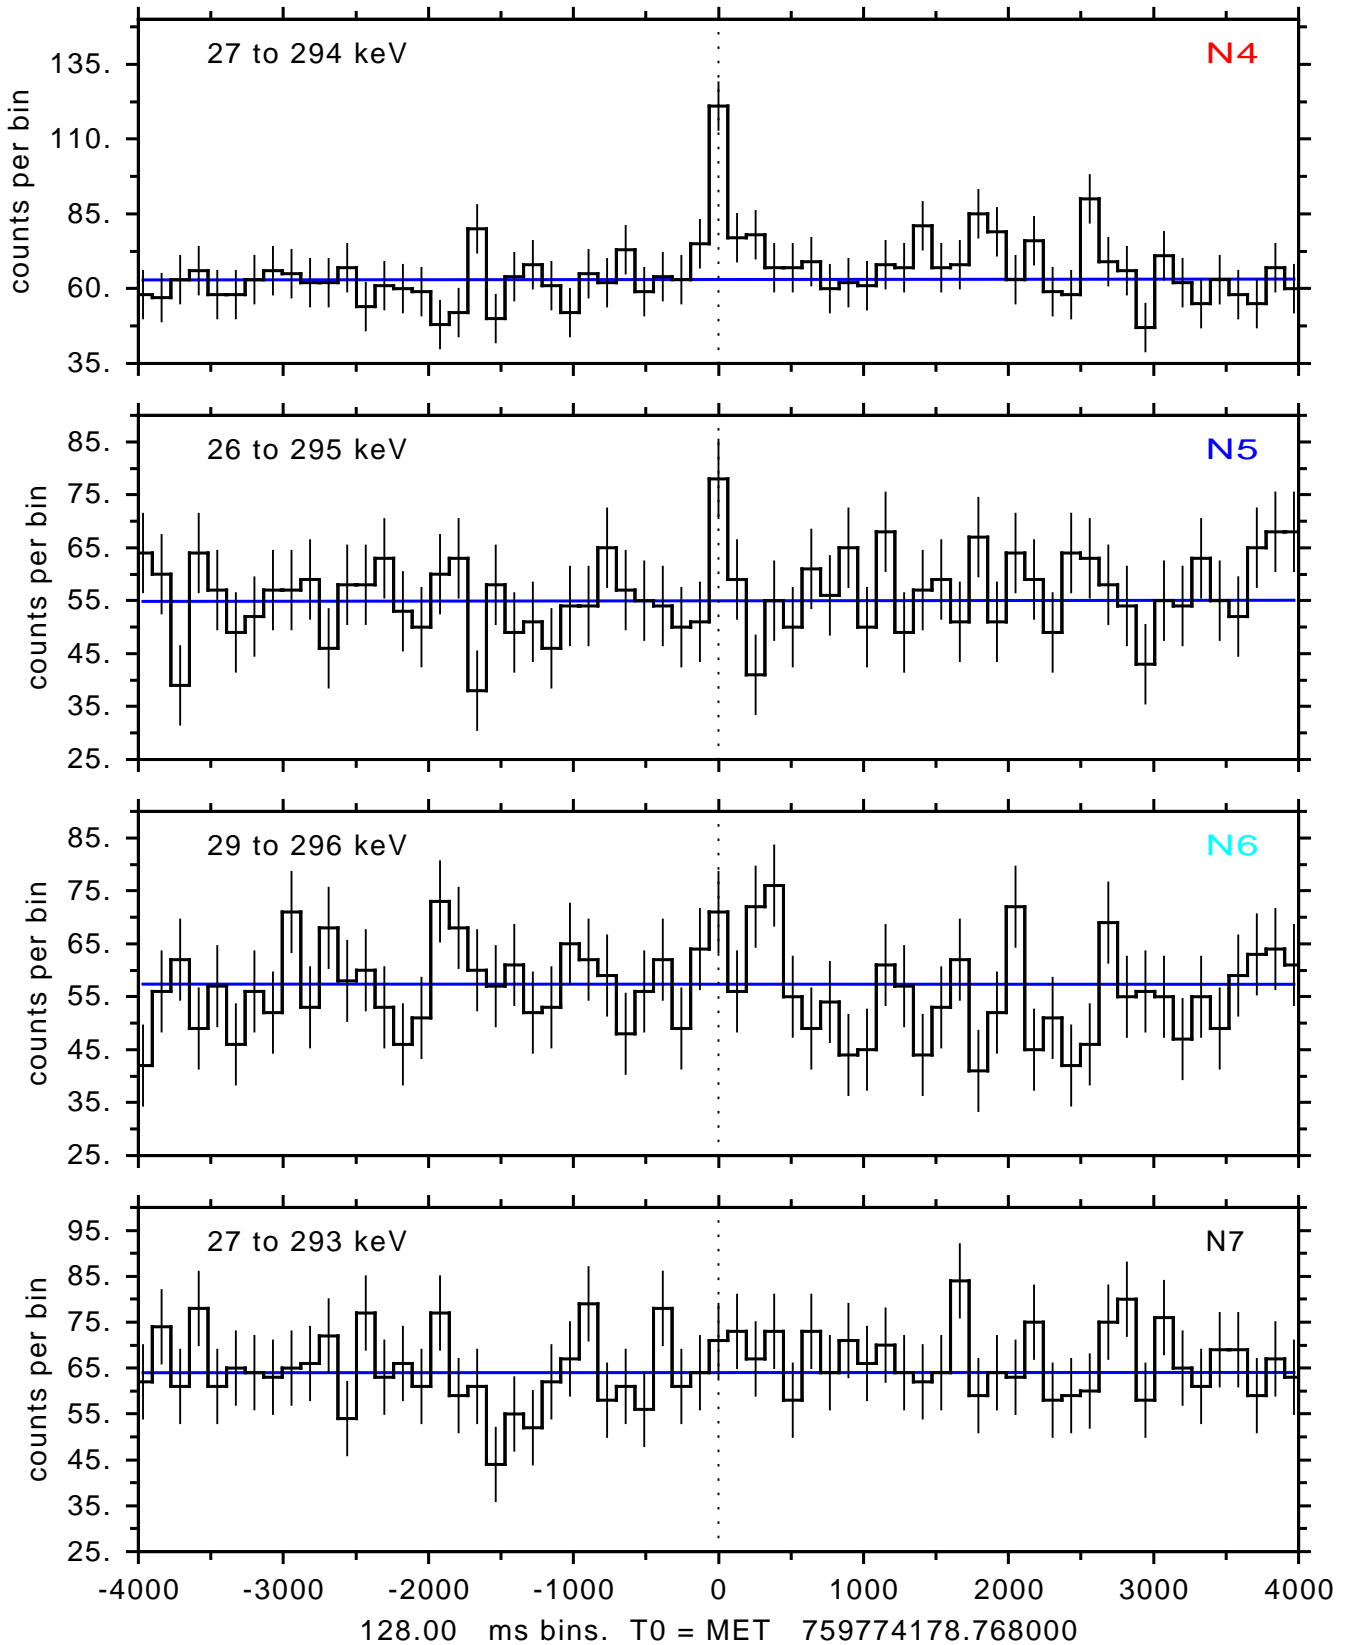 27 to 294 keV N4
135.
110.
85.
60.
35.
counts per bin
26 to 295 keV N5
85.
75.
65.
55.
45.
35.
25.
counts per bin
29 to 296 keV N6
85.
75.
65.
55.
45.
35.
25.
counts per bin
27 to 293 keV N7
95.
85.
75.
65.
55.
45.
35.
25.
counts per bin
-4000 -3000 -2000 -1000 0 1000 2000 3000 4000
128.00 ms bins. T0 = MET 759774178.768000